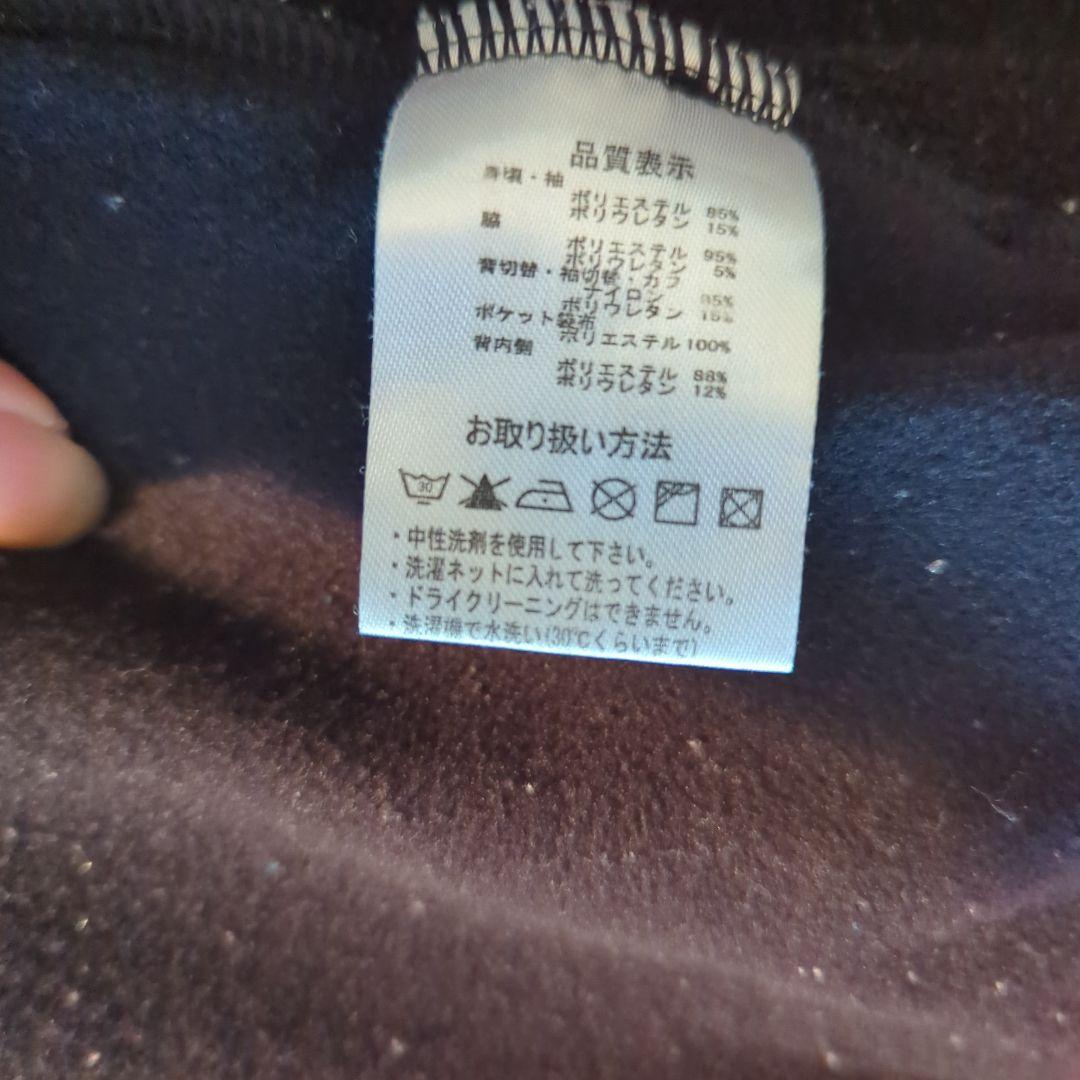 品質表示
身頃・袖
ポリエステル 85%
ポリウレタン 15%
脇
ポリエステル 95%
ポリウレタン 5%
背切替・袖切替・カフ
ナイロン 85%
ポリウレタン 15%
ポケット袋布
ポリエステル 100%
背内側
ポリエステル 88%
ポリウレタン 12%
お取り扱い方法
30
・中性洗剤を使用して下さい。
・洗濯ネットに入れて洗ってください。
・ドライクリーニングはできません。
・洗濯機で水洗い(30℃くらいまで)